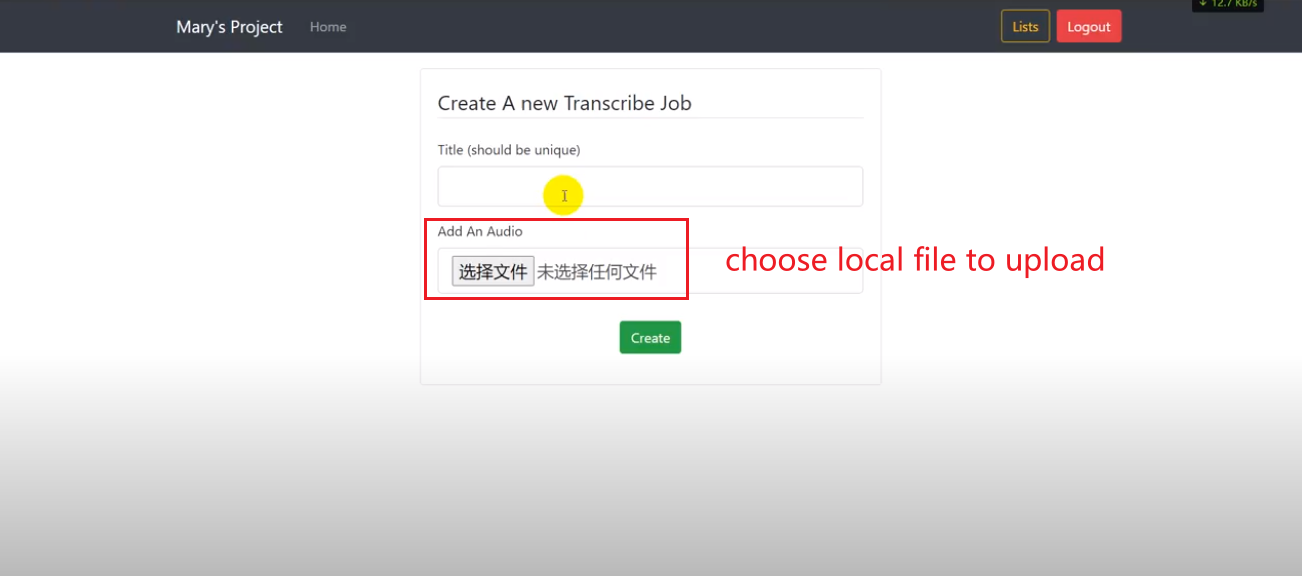 ↓ 12.7 KB/s
Mary's Project Home Lists Logout
Create A new Transcribe Job
Title (should be unique)
Add An Audio
选择文件 未选择任何文件
choose local file to upload
Create